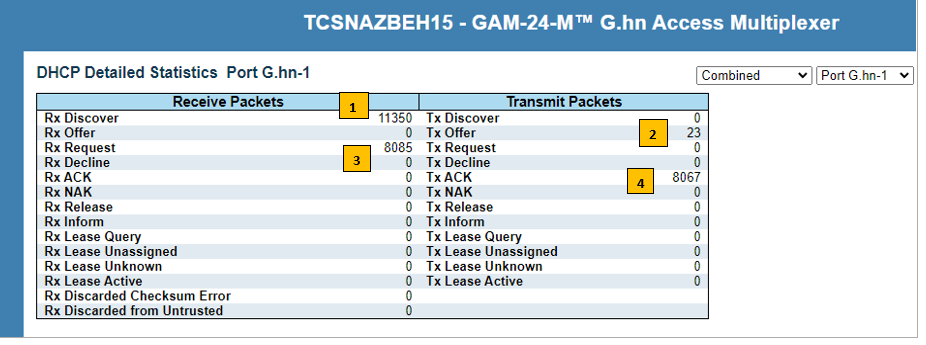 TCSNAZBEH15 - GAM-24-M™ G.hn Access Multiplexer
DHCP Detailed Statistics Port G.hn-1
Combined Port G.hn-1
Receive Packets 1 Transmit Packets
Rx Discover 11350 Tx Discover 0
Rx Offer 0 Tx Offer 2 23
Rx Request 8085 Tx Request 0
Rx Decline 3 0 Tx Decline 0
Rx ACK 0 Tx ACK 4 8067
Rx NAK 0 Tx NAK 0
Rx Release 0 Tx Release 0
Rx Inform 0 Tx Inform 0
Rx Lease Query 0 Tx Lease Query 0
Rx Lease Unassigned 0 Tx Lease Unassigned 0
Rx Lease Unknown 0 Tx Lease Unknown 0
Rx Lease Active 0 Tx Lease Active 0
Rx Discarded Checksum Error 0
Rx Discarded from Untrusted 0